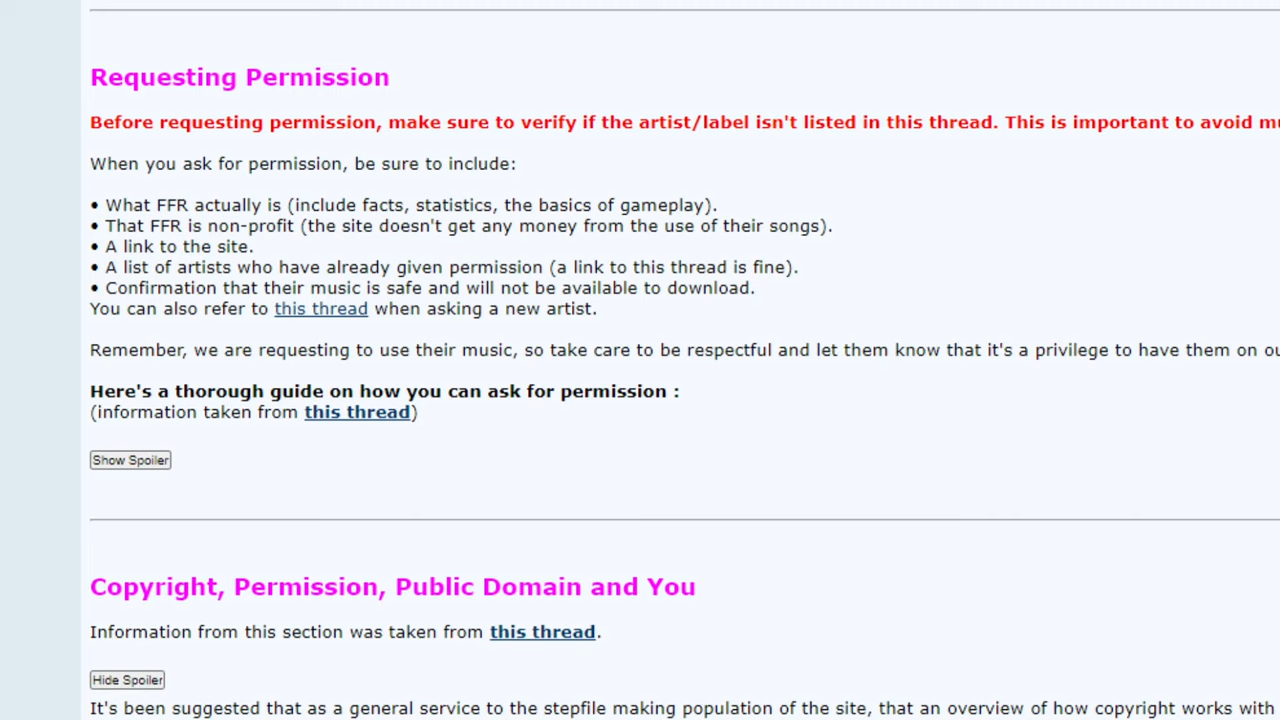 Requesting Permission
Before requesting permission, make sure to verify if the artist/label isn't listed in this thread. This is important to avoid
When you ask for permission, be sure to include:
• What FFR actually is (include facts, statistics, the basics of gameplay).
• That FFR is non-profit (the site doesn't get any money from the use of their songs).
• A link to the site.
• A list of artists who have already given permission (a link to this thread is fine).
• Confirmation that their music is safe and will not be available to download.
You can also refer to this thread when asking a new artist.
Remember, we are requesting to use their music, so take care to be respectful and let them know that it's a privilege to have them on
Here's a thorough guide on how you can ask for permission :
(information taken from this thread)
Show Spoiler
Copyright, Permission, Public Domain and You
Information from this section was taken from this thread.
Hide Spoiler
It's been suggested that as a general service to the stepfile making population of the site, that an overview of how copyright works with